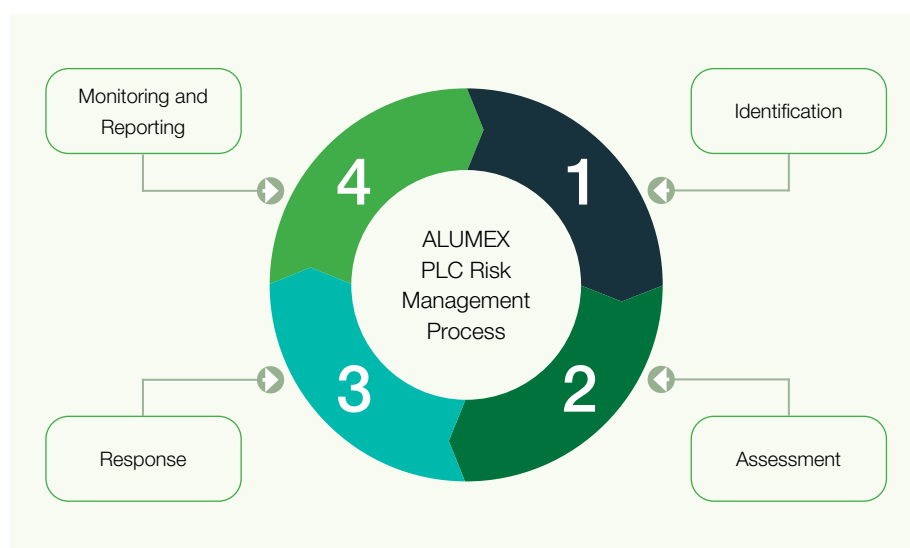 Monitoring and
Reporting
Identification
4
1
ALUMEX
PLC Risk
Management
Process
3
2
Response
Assessment